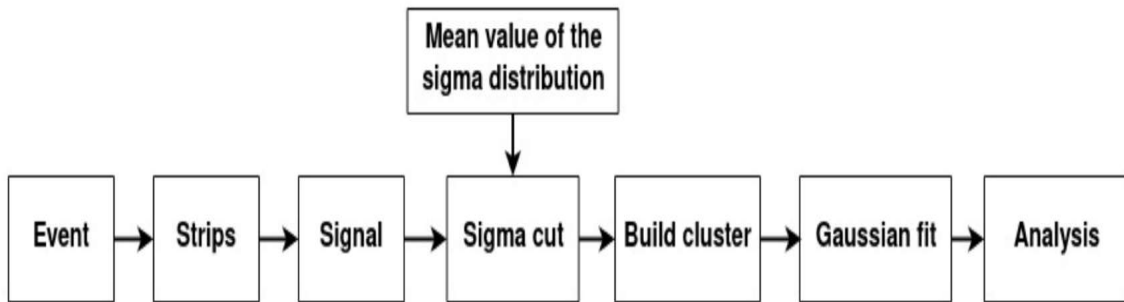 Mean value of the
sigma distribution
Event
Strips
Signal
Sigma cut
Build cluster
Gaussian fit
Analysis